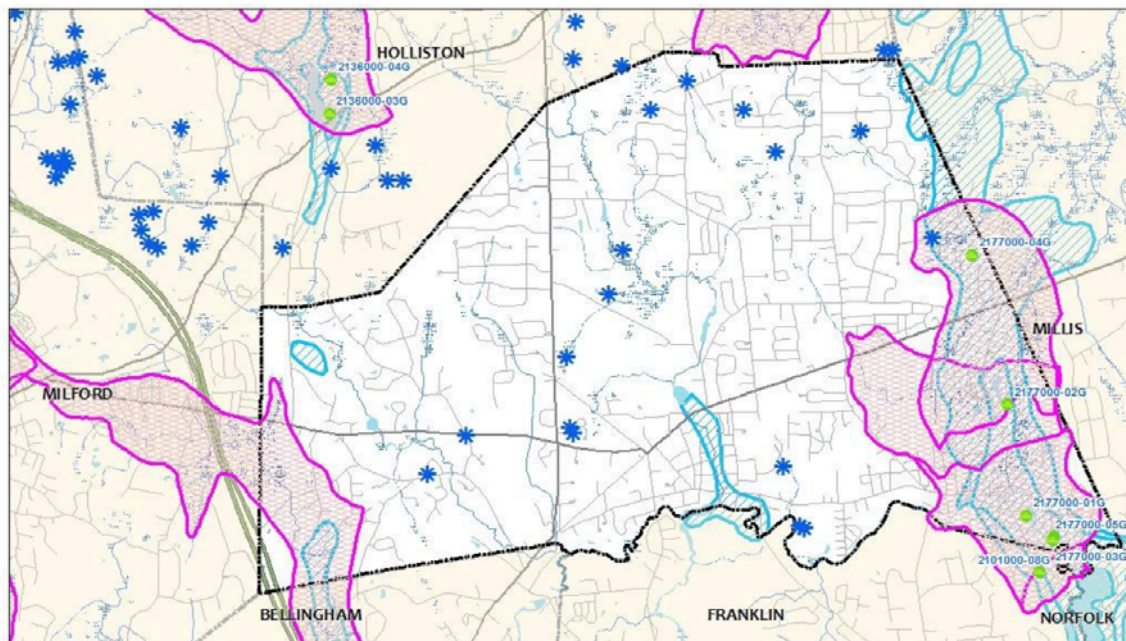 HOLLISTON
2136000-04G
2136000-03G
2177000-04G
MILLIS
MILFORD
2177000-02G
2177000-01G
2177000-05G
2177000-03G
2101000-08G
BELLINGHAM
FRANKLIN
NORFOLK